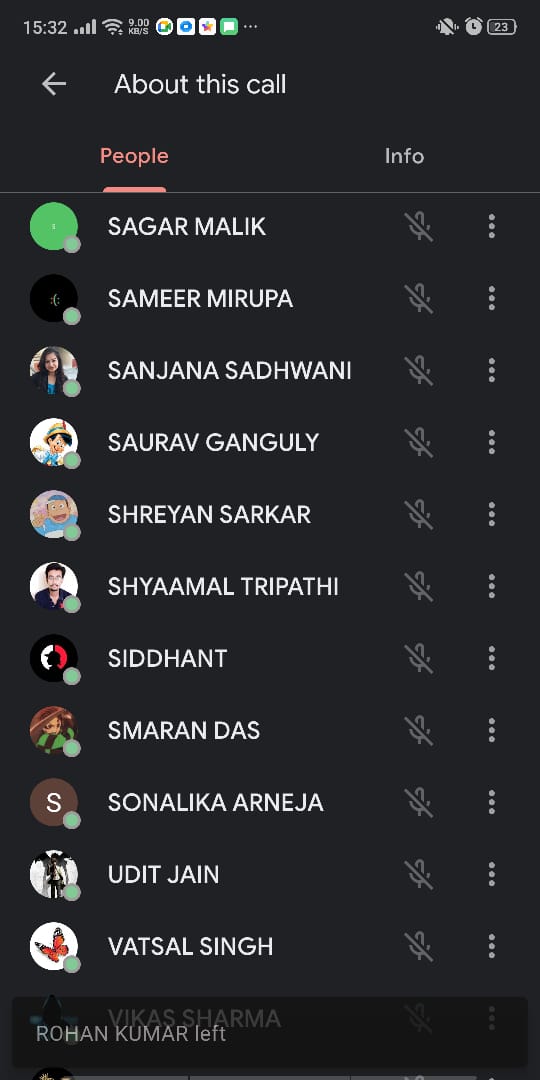 15:32
9.00
KB/S
23
About this call
People
Info
SAGAR MALIK
SAMEER MIRUPA
SANJANA SADHWANI
SAURAV GANGULY
SHREYAN SARKAR
SHYAAMAL TRIPATHI
SIDDHANT
SMARAN DAS
S
SONALIKA ARNEJA
UDIT JAIN
VATSAL SINGH
VIKAS SHARMA
ROHAN KUMAR left